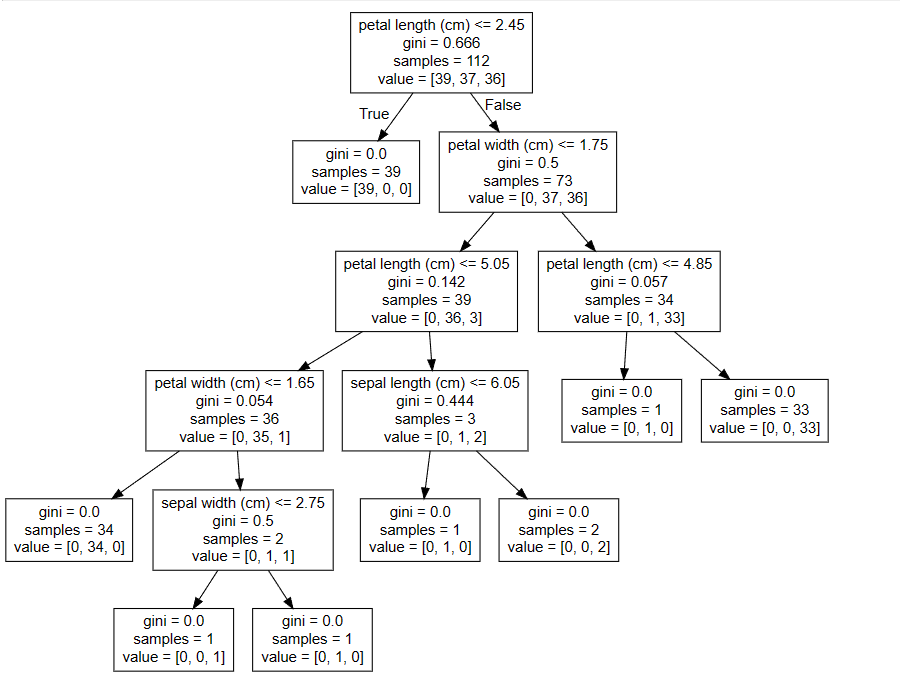 petal length (cm) <= 2.45
gini = 0.666
samples = 112
value = [39, 37, 36]
True
False
gini = 0.0
samples = 39
value = [39, 0, 0]
petal width (cm) <= 1.75
gini = 0.5
samples = 73
value = [0, 37, 36]
petal length (cm) <= 5.05
gini = 0.142
samples = 39
value = [0, 36, 3]
petal length (cm) <= 4.85
gini = 0.057
samples = 34
value = [0, 1, 33]
petal width (cm) <= 1.65
gini = 0.054
samples = 36
value = [0, 35, 1]
sepal length (cm) <= 6.05
gini = 0.444
samples = 3
value = [0, 1, 2]
gini = 0.0
samples = 1
value = [0, 1, 0]
gini = 0.0
samples = 33
value = [0, 0, 33]
gini = 0.0
samples = 34
value = [0, 34, 0]
sepal width (cm) <= 2.75
gini = 0.5
samples = 2
value = [0, 1, 1]
gini = 0.0
samples = 1
value = [0, 1, 0]
gini = 0.0
samples = 2
value = [0, 0, 2]
gini = 0.0
samples = 1
value = [0, 0, 1]
gini = 0.0
samples = 1
value = [0, 1, 0]